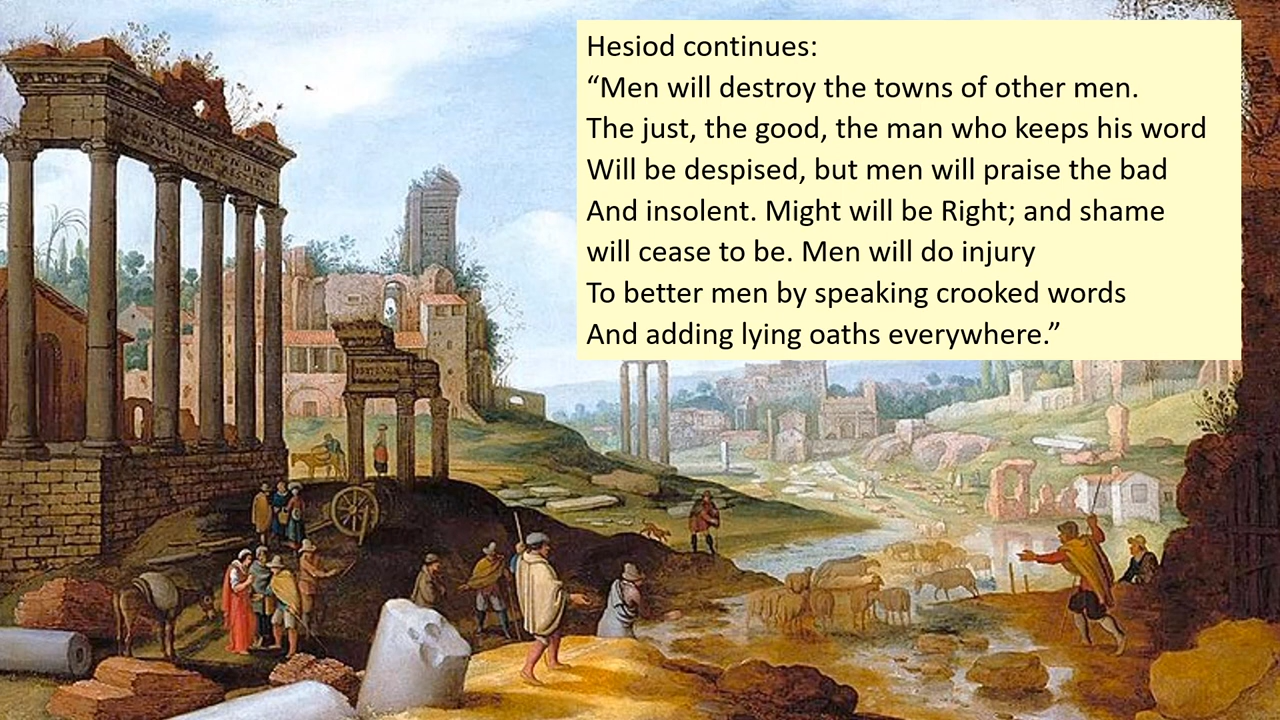 Hesiod continues:
“Men will destroy the towns of other men.
The just, the good, the man who keeps his word
Will be despised, but men will praise the bad
And insolent. Might will be Right; and shame
will cease to be. Men will do injury
To better men by speaking crooked words
And adding lying oaths everywhere.”